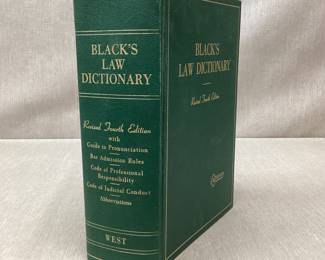 BLACK'S
LAW
DICTIONARY
Revised Fourth Edition
with
Guide to Pronunciation
Bar Admission Rules
Code of Professional
Responsibility
Code of Judicial Conduct
Abbreviations
WEST
BLACK'S
LAW DICTIONARY
Revised Fourth Edition